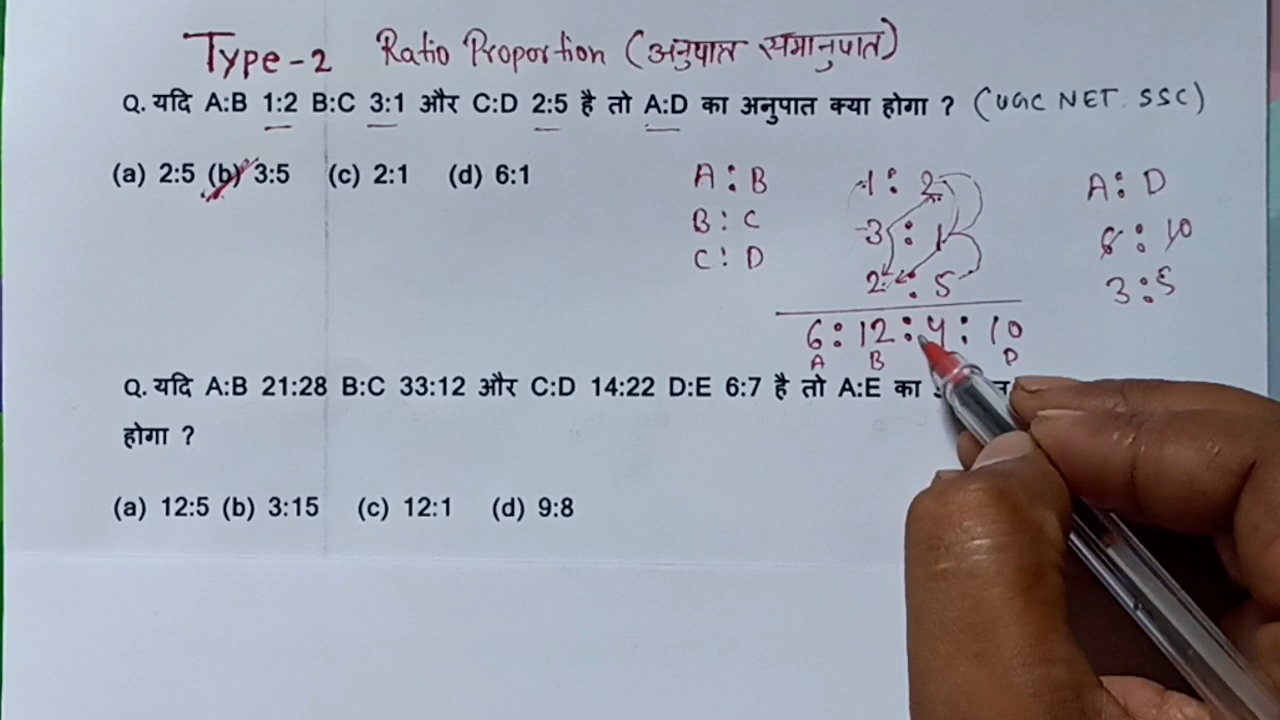 Type-2 Ratio Proportion (अनुपात समानुपात)
Q. यदि A:B 1:2 B:C 3:1 और C:D 2:5 है तो A:D का अनुपात क्या होगा ? (UGC NET. SSC)
(a) 2:5 (b) 3:5 (c) 2:1 (d) 6:1
A:B 1:2 A:D
B:C 3:1 6:10
C:D 2:5 3:5
6:12:4:10
A B D
Q. यदि A:B 21:28 B:C 33:12 और C:D 14:22 D:E 6:7 है तो A:E का
होगा ?
(a) 12:5 (b) 3:15 (c) 12:1 (d) 9:8